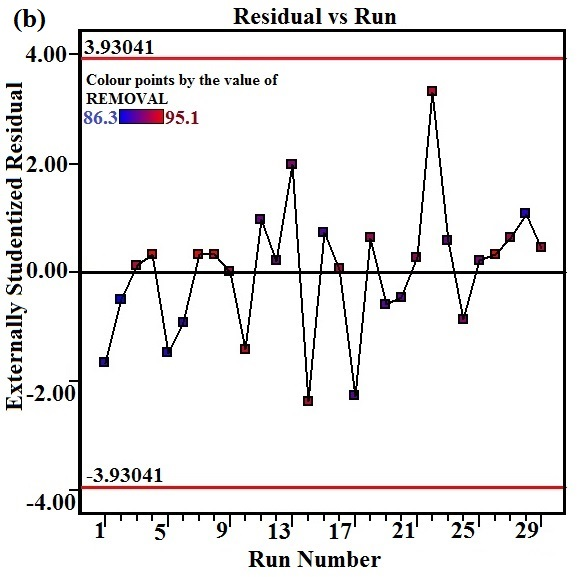 (b)
Residual vs Run
Externally Studentized Residual
4.00
2.00
0.00
-2.00
-4.00
3.93041
Colour points by the value of
REMOVAL
86.3 95.1
-3.93041
1 5 9 13 17 21 25 29
Run Number